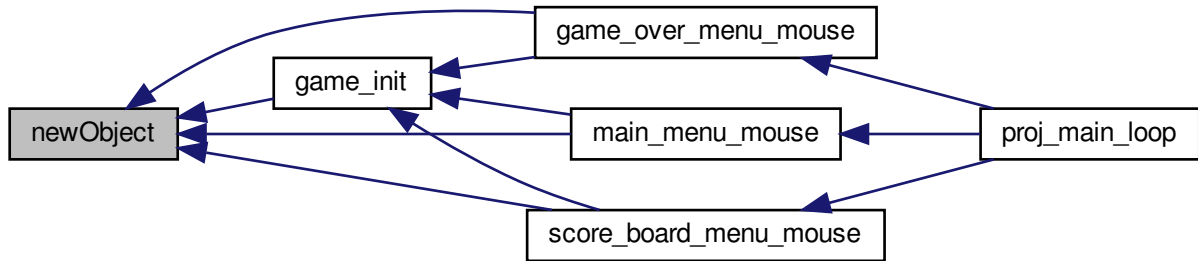 newObject
game_init
game_over_menu_mouse
main_menu_mouse
score_board_menu_mouse
proj_main_loop